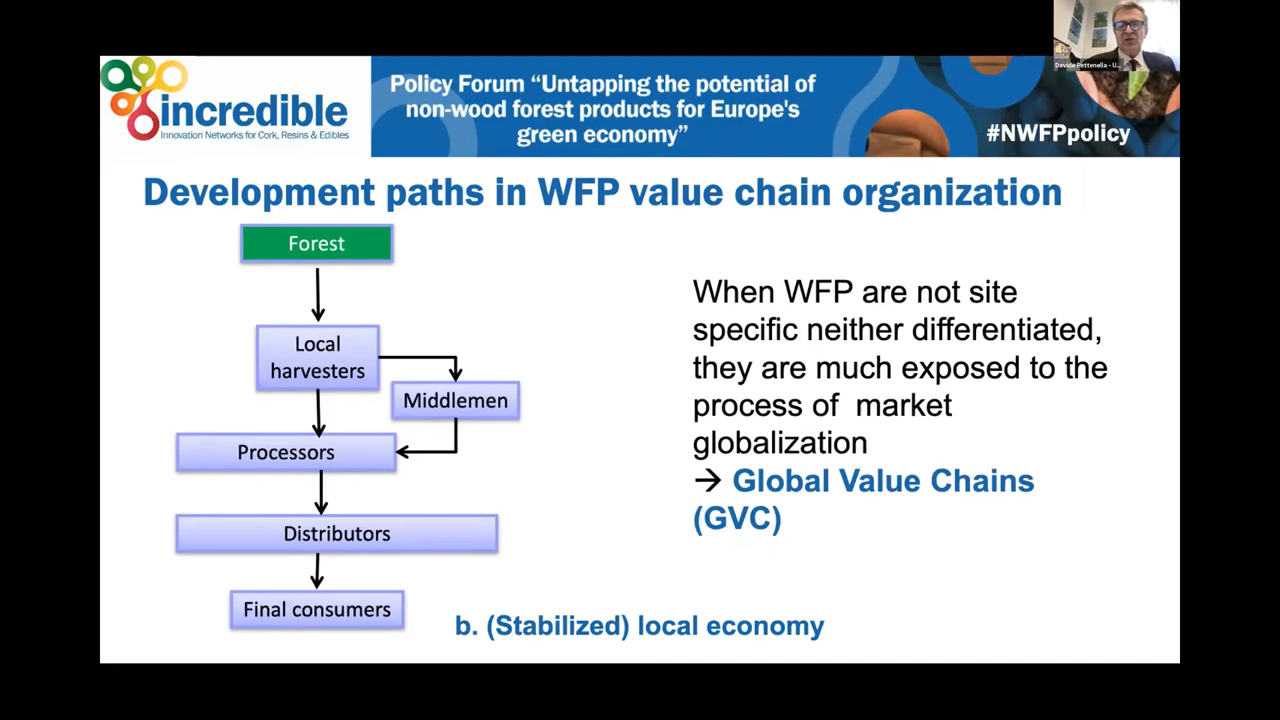 Davide Pettenella - U...
incredible
Innovation Networks for Cork, Resins & Edibles
Policy Forum “Untapping the potential of
non-wood forest products for Europe's
green economy”
#NWFPpolicy
Development paths in WFP value chain organization
Forest
Local
harvesters
Middlemen
Processors
Distributors
Final consumers
When WFP are not site
specific neither differentiated,
they are much exposed to the
process of market
globalization
→ Global Value Chains
(GVC)
b. (Stabilized) local economy